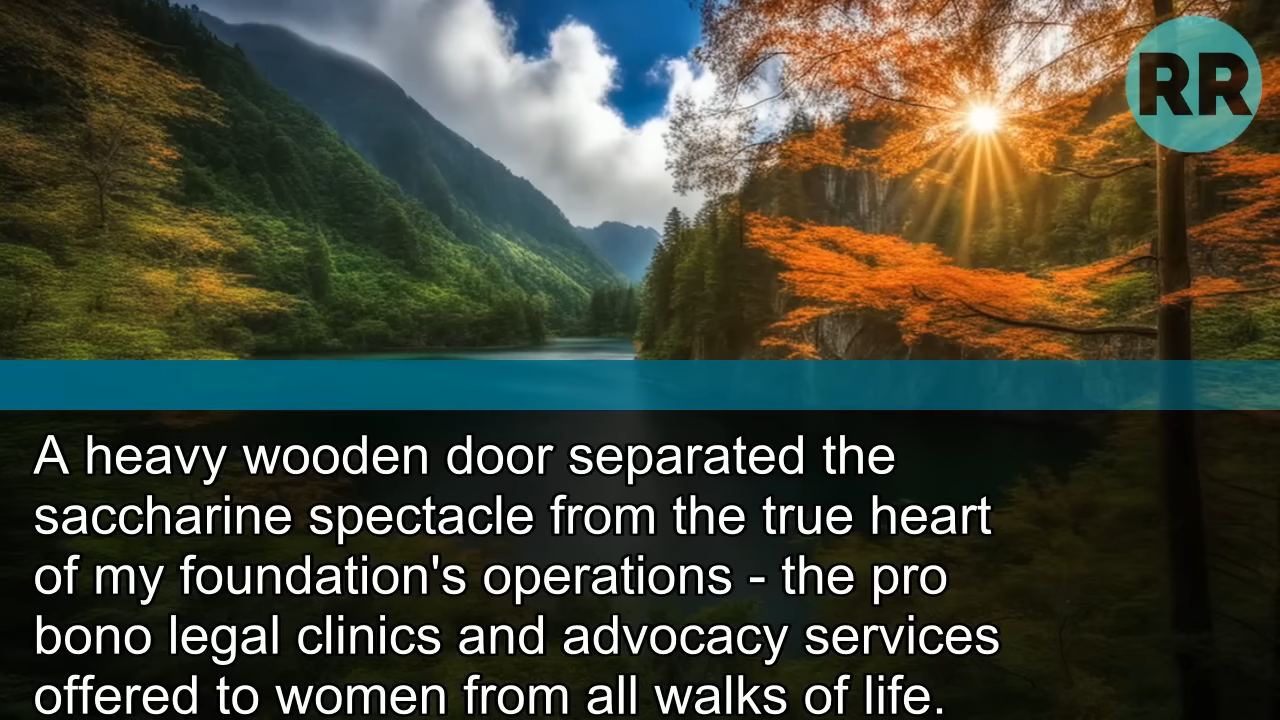 RR
A heavy wooden door separated the
saccharine spectacle from the true heart
of my foundation's operations - the pro
bono legal clinics and advocacy services
offered to women from all walks of life.